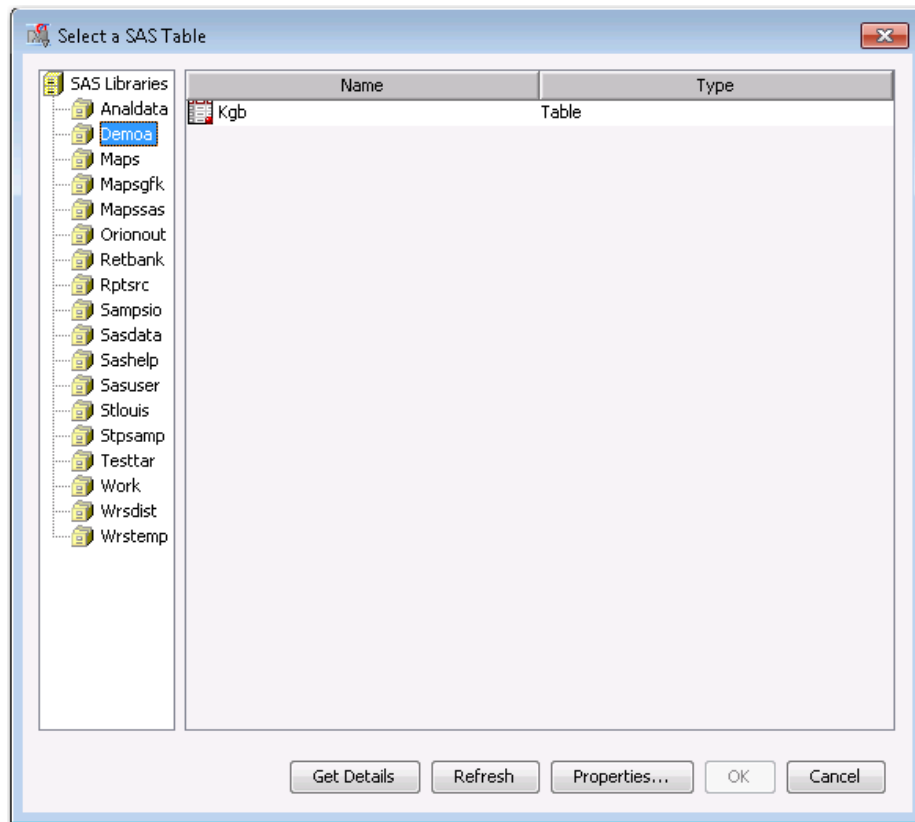 Select a SAS Table
SAS Libraries
Analdata
Demoa
Maps
Mapsgfk
Mapssas
Orionout
Retbank
Rptsrc
Sampsio
Sasdata
Sashelp
Sasuser
Stlouis
Stpsamp
Testtar
Work
Wrsdist
Wrstemp
Name Type
Kgb Table
Get Details Refresh Properties... OK Cancel